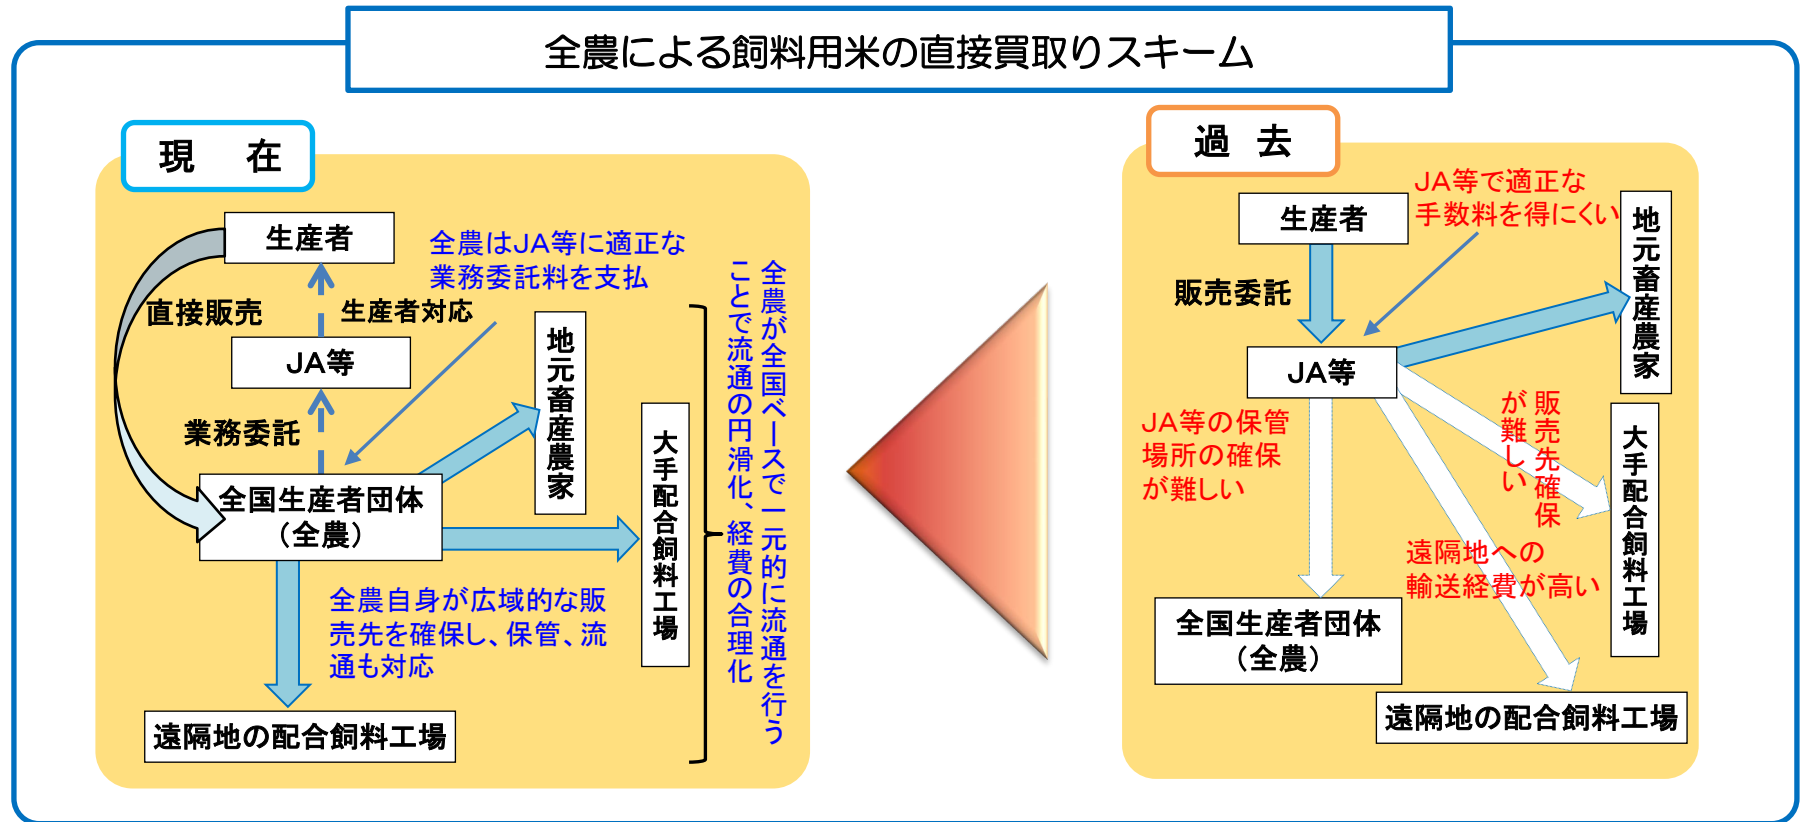 全農による飼料用米の直接買取りスキーム
現　在
生産者
全農はJA等に適正な
業務委託料を支払
直接販売
生産者対応
JA等
業務委託
全国生産者団体
（全農）
地元畜産農家
大手配合飼料工場
全農が全国ベースで一元的に流通を行う
ことで流通の円滑化、経費の合理化
全農自身が広域的な販
売先を確保し、保管、流
通も対応
遠隔地の配合飼料工場
過　去
生産者
JA等で適正な
手数料を得にくい
地元畜産農家
販売委託
JA等
JA等の保管
場所の確保
が難しい
販売先確保
が難しい
大手配合飼料工場
遠隔地への
輸送経費が高い
全国生産者団体
（全農）
遠隔地の配合飼料工場